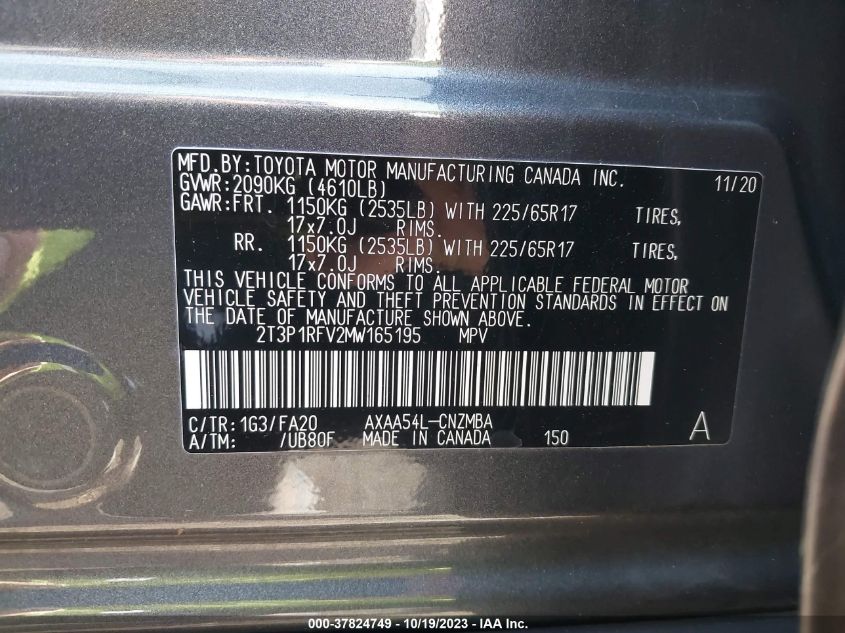 MFD.BY:TOYOTA MOTOR MANUFACTURING CANADA INC. 11/20
GVWR:2090KG (4610LB)
GAWR:FRT. 1150KG (2535LB) WITH 225/65R17 TIRES,
17x7.0J RIMS.
RR. 1150KG (2535LB) WITH 225/65R17 TIRES,
17x7.0J RIMS.
THIS VEHICLE CONFORMS TO ALL APPLICABLE FEDERAL MOTOR
VEHICLE SAFETY AND THEFT PREVENTION STANDARDS IN EFFECT ON
THE DATE OF MANUFACTURE SHOWN ABOVE.
2T3P1RFV2MW165195 MPV
C/TR:1G3/FA20 AXAA54L-CNZMBA
A/TM: /UB80F MADE IN CANADA 150 A
000-37824749 - 10/19/2023 - IAA Inc.